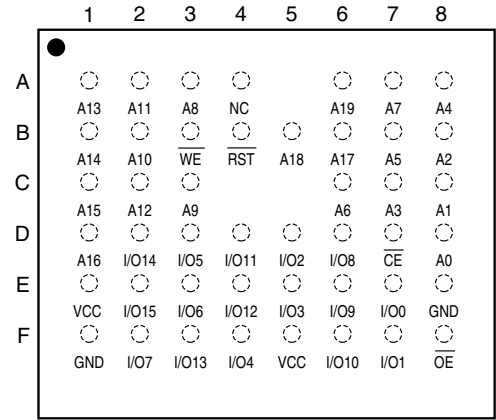 1 2 3 4 5 6 7 8
A
A13 A11 A8 NC A19 A7 A4
B
A14 A10 WE RST A18 A17 A5 A2
C
A15 A12 A9 A6 A3 A1
D
A16 I/O14 I/O5 I/O11 I/O2 I/O8 CE A0
E
VCC I/O15 I/O6 I/O12 I/O3 I/O9 I/O0 GND
F
GND I/O7 I/O13 I/O4 VCC I/O10 I/O1 OE